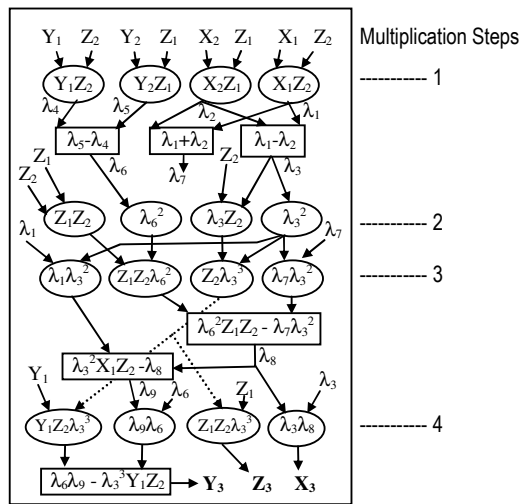 Y₁ Z₂ Y₂ Z₁ X₂ Z₁ X₁ Z₂ Multiplication Steps
Y₁Z₂ Y₂Z₁ X₂Z₁ X₁Z₂ ----------- 1
λ₄ λ₅ λ₂ λ₁
λ₅-λ₄ λ₁+λ₂ λ₁-λ₂
λ₆ λ₇ Z₂ λ₃
Z₂ Z₁
Z₁Z₂ λ₆² λ₃Z₂ λ₃² ----------- 2
λ₁ λ₇
λ₁λ₃² Z₁Z₂λ₆² Z₂λ₃³ λ₇λ₃² ----------- 3
λ₆²Z₁Z₂ - λ₇λ₃²
λ₃²X₁Z₂ -λ₈ λ₈
Y₁ λ₉ λ₆ Z₁ λ₃
Y₁Z₂λ₃³ λ₉λ₆ Z₁Z₂λ₃³ λ₃λ₈ ----------- 4
λ₆λ₉ - λ₃³Y₁Z₂ Y₃ Z₃ X₃